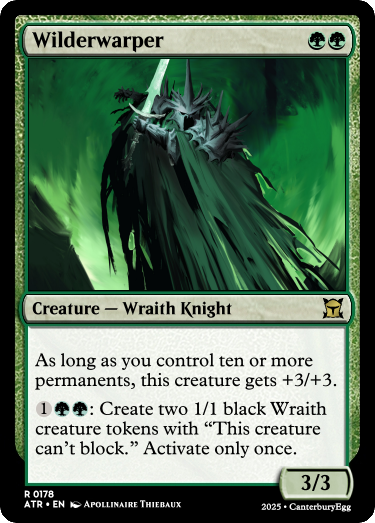 Wilderwarper
Creature — Wraith Knight
As long as you control ten or more
permanents, this creature gets +3/+3.
1: Create two 1/1 black Wraith
creature tokens with “This creature
can’t block.” Activate only once.
3/3
R 0178
ATR • EN Apollinaire Thiebaux
2025 • CanterburyEgg